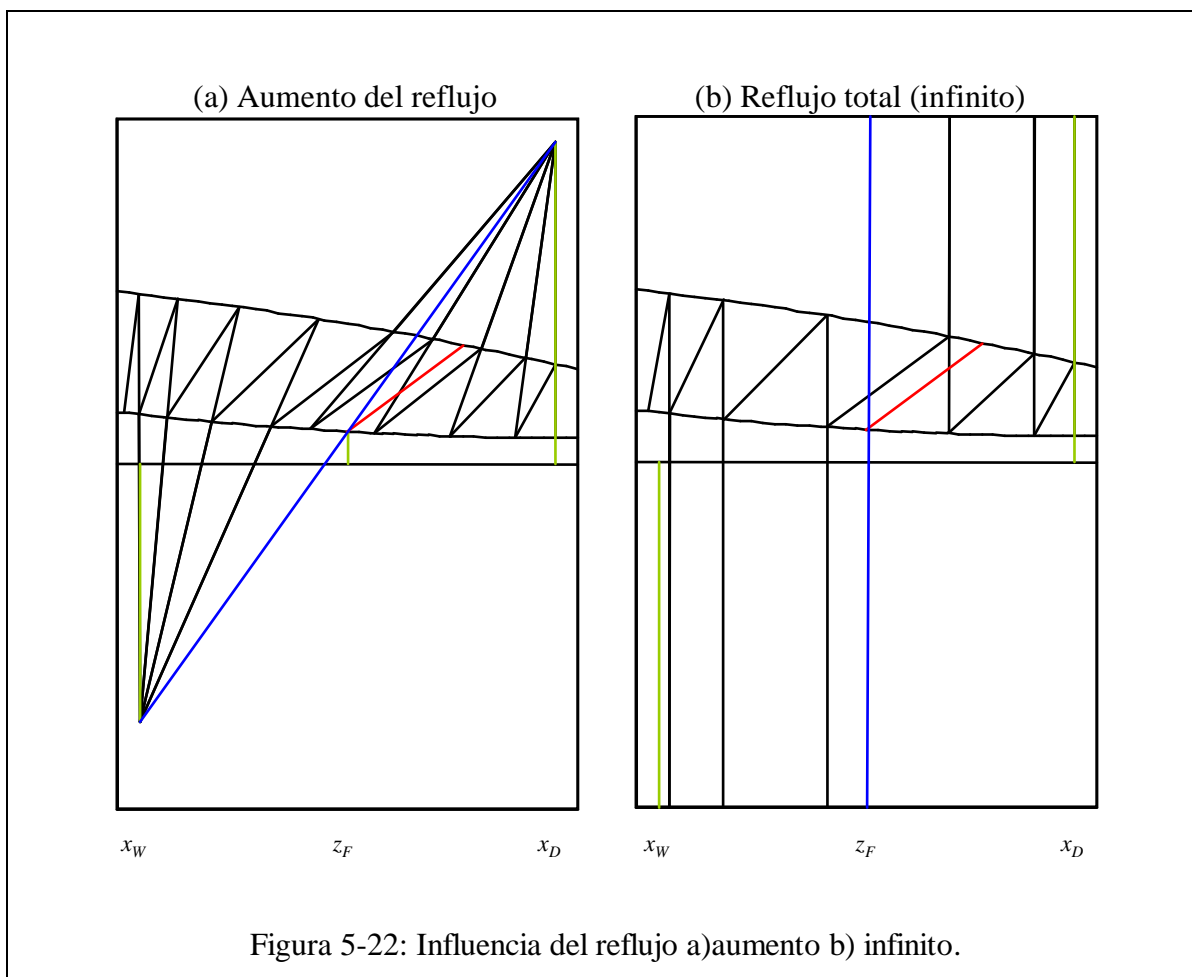 (a) Aumento del reflujo
(b) Reflujo total (infinito)
x_W z_F x_D
x_W z_F x_D
Figura 5-22: Influencia del reflujo a)aumento b) infinito.